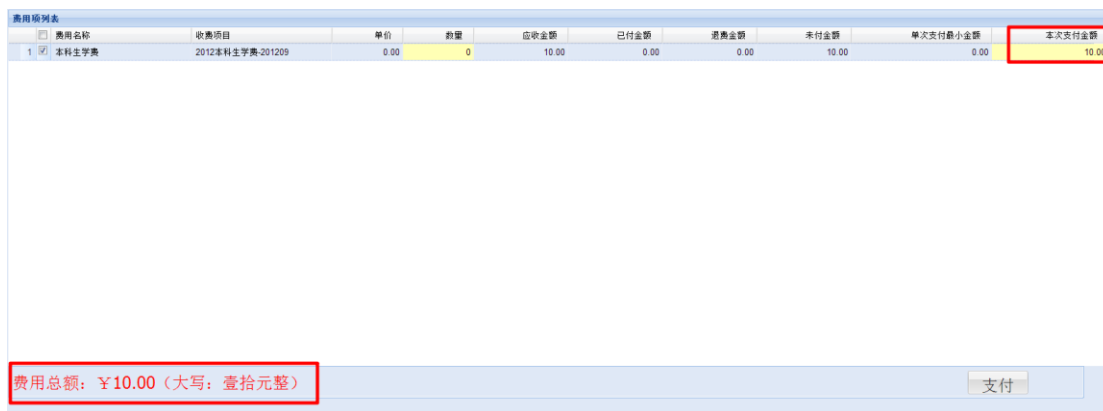 费用项列表
费用名称 收费项目 单价 数量 应收金额 已付金额 退费金额 未付金额 单次支付最小金额 本次支付金额
1 本科生学费 2012本科生学费-201209 0.00 0 10.00 0.00 0.00 10.00 0.00 10.00
费用总额：￥10.00（大写：壹拾元整）
支付